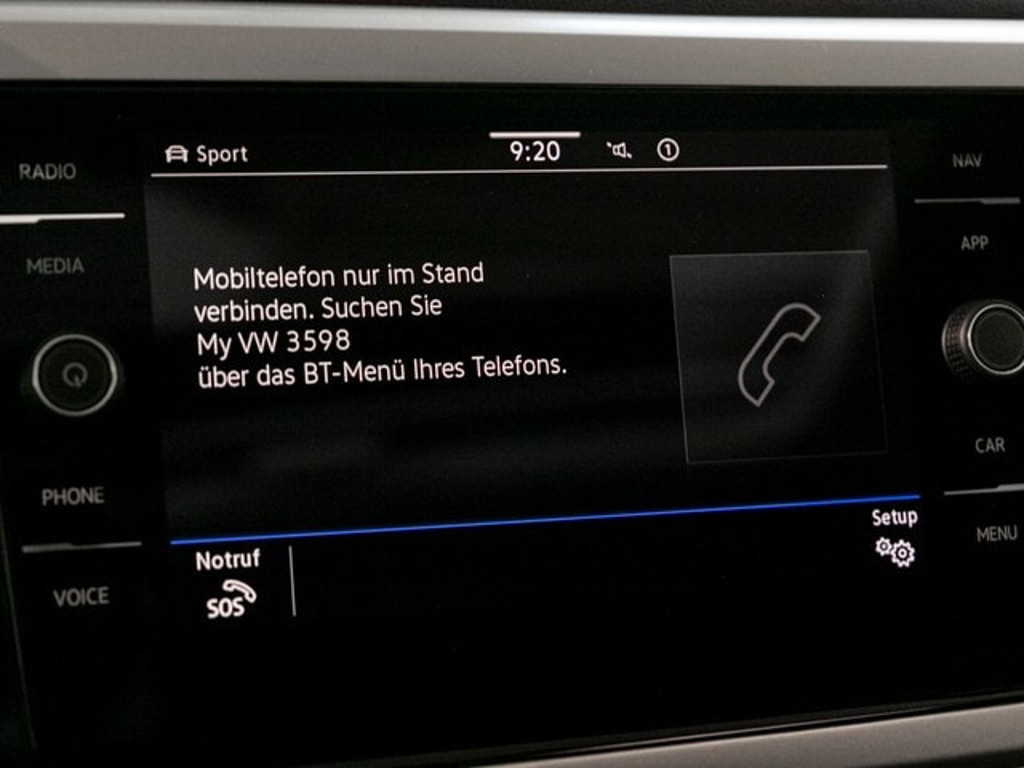 RADIO
MEDIA
PHONE
VOICE
Sport
9:20
1
Mobiltelefon nur im Stand
verbinden. Suchen Sie
My VW 3598
über das BT-Menü Ihres Telefons.
Notruf
SOS
Setup
NAV
APP
CAR
MENU